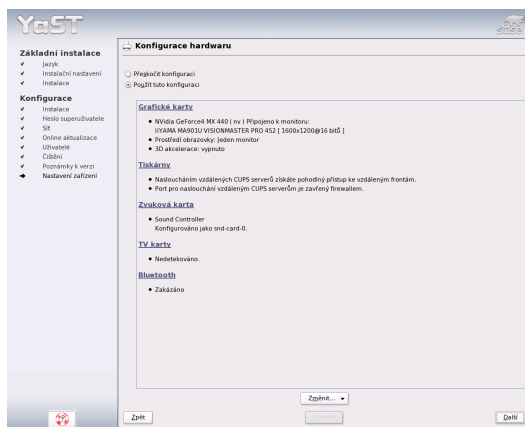 YaST
Základní instalace
Jazyk
Instalační nastavení
Instalace
Konfigurace
Instalace
Heslo superuživatele
Síť
Online aktualizace
Uživatelé
Čištění
Poznámky k verzi
Nastavení zařízení
Konfigurace hardwaru
Přeskočit konfiguraci
Použít tuto konfiguraci
Grafické karty
NVidia GeForce4 MX 440 ( nv ) Připojeno k monitoru:
IIYAMA MA901U VISIONMASTER PRO 452 [ 1600x1200@16 bitů ]
Prostředí obrazovky: Jeden monitor
3D akcelerace: vypnuto
Tiskárny
Nasloucháním vzdálených CUPS serverů získáte pohodlný přístup ke vzdáleným frontám.
Port pro naslouchání vzdáleným CUPS serverům je zavřený firewallem.
Zvuková karta
Sound Controller
Konfigurováno jako snd-card-0.
TV karty
Nedetekováno.
Bluetooth
Zakázáno
Změnit...
Zpět
Přerušit
Další